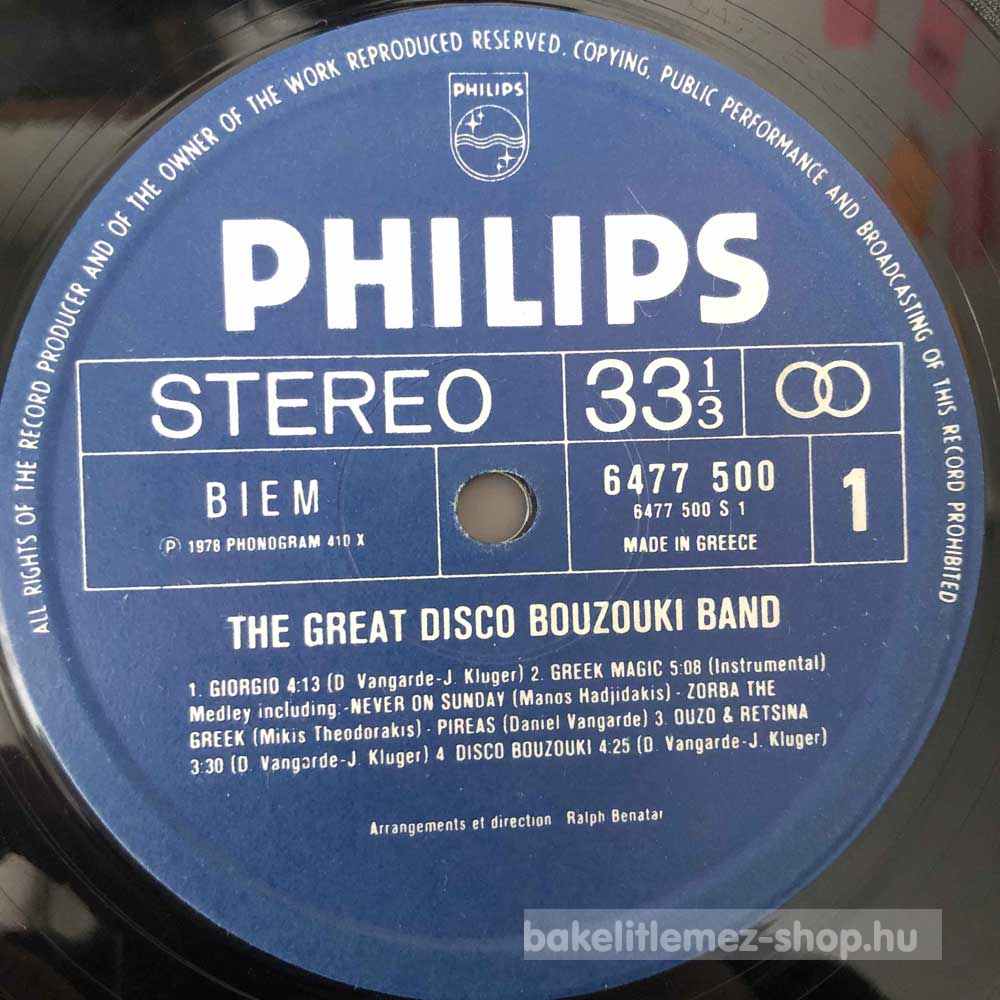 ALL RIGHTS OF THE RECORD PRODUCER AND OF THE OWNER OF THE WORK REPRODUCED RESERVED. COPYING, PUBLIC PERFORMANCE AND BROADCASTING OF THIS RECORD PROHIBITED
PHILIPS
PHILIPS
STEREO 33 1/3
BIEM
Ⓟ 1978 PHONOGRAM 410 X
6477 500
6477 500 S 1
MADE IN GREECE
1
THE GREAT DISCO BOUZOUKI BAND
1. GIORGIO 4:13 (D. Vangarde-J. Kluger) 2. GREEK MAGIC 5:08 (Instrumental)
Medley including:-NEVER ON SUNDAY (Manos Hadjidakis) - ZORBA THE
GREEK (Mikis Theodorakis) - PIREAS (Daniel Vangarde) 3. OUZO & RETSINA
3:30 (D. Vangarde-J. Kluger) 4 DISCO BOUZOUKI 4:25 (D. Vangarde-J. Kluger)
Arrangements et direction Ralph Benatar
bakelitlemez-shop.hu